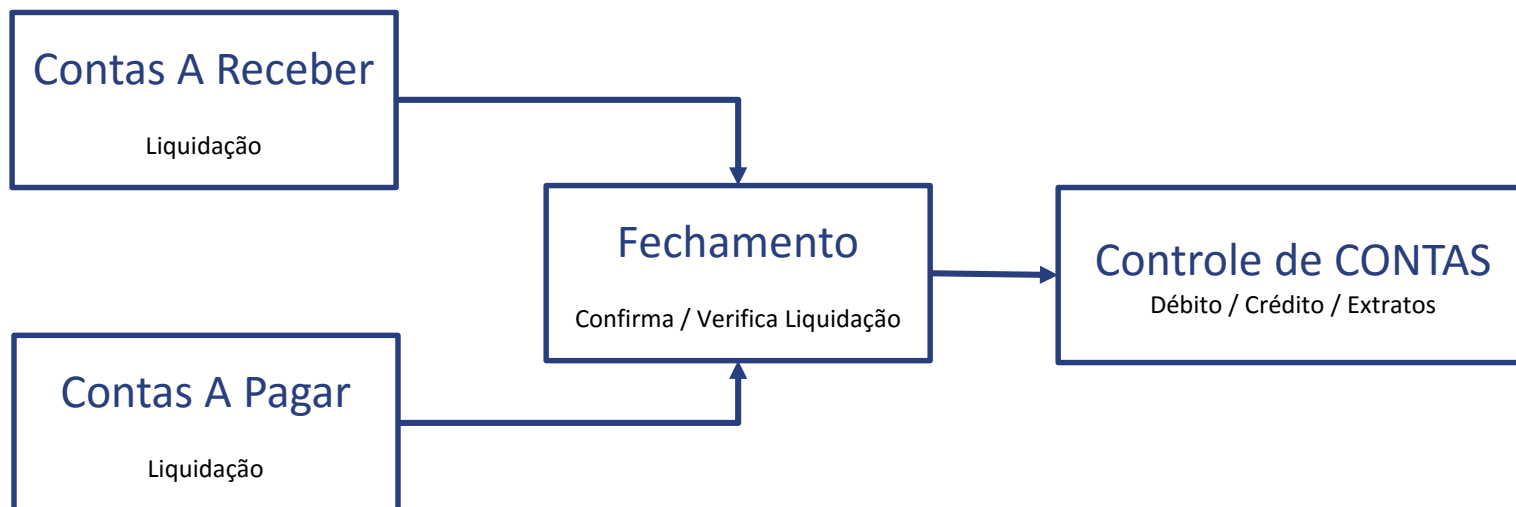 Contas A Receber
Liquidação
Fechamento
Confirma / Verifica Liquidação
Controle de CONTAS
Débito / Crédito / Extratos
Contas A Pagar
Liquidação